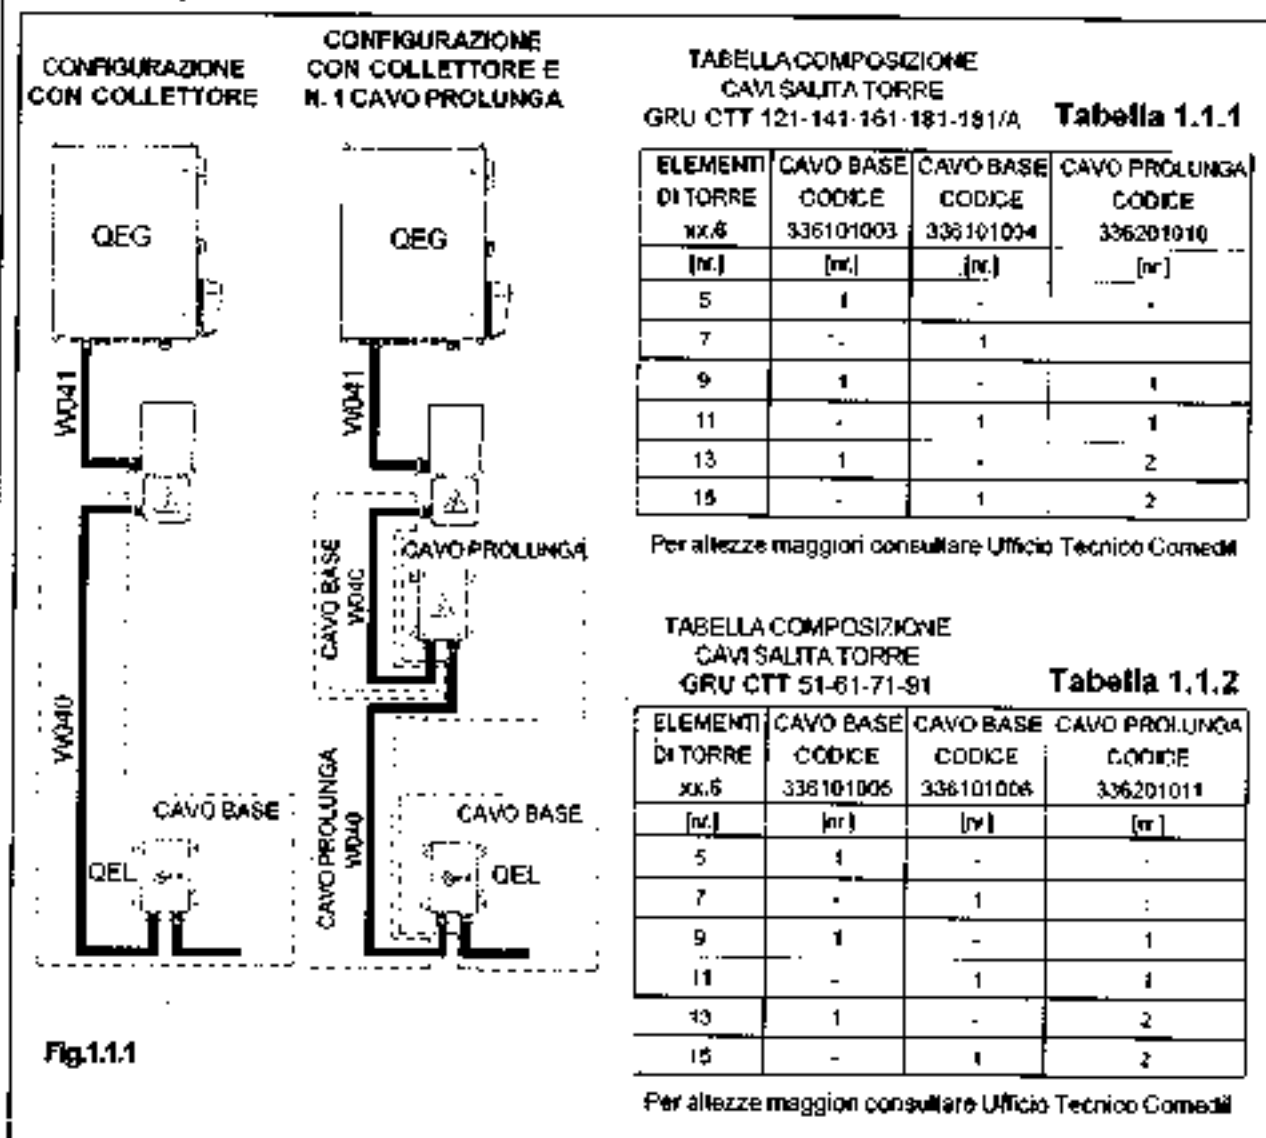 CONFIGURAZIONE
CON COLLETTORE
QEG
W041
W040
CAVO BASE
QEL
CONFIGURAZIONE
CON COLLETTORE E
N. 1 CAVO PROLUNGA
QEG
W041
CAVO BASE
W040
CAVO PROLUNGA
CAVO PROLUNGA
W040
CAVO BASE
QEL
Fig.1.1.1
TABELLA COMPOSIZIONE
CAVI SALITA TORRE
GRU CTT 121-141-161-181-181/A Tabella 1.1.1
ELEMENTI CAVO BASE CAVO BASE CAVO PROLUNGA
DI TORRE CODICE CODICE CODICE
xx.6 336101003 336101004 336201010
[nr.] [nr.] [nr.] [nr]
5 1 - -
7 - 1
9 1 - 1
11 - 1 1
13 1 - 2
15 - 1 2
Per altezze maggiori consultare Ufficio Tecnico Comedil
TABELLA COMPOSIZIONE
CAVI SALITA TORRE
GRU CTT 51-61-71-91 Tabella 1.1.2
ELEMENTI CAVO BASE CAVO BASE CAVO PROLUNGA
DI TORRE CODICE CODICE CODICE
xx.6 336101005 336101006 336201011
[nr.] [nr.] [nr.] [nr.]
5 1 - -
7 - 1 -
9 1 - 1
11 - 1 1
13 1 - 2
15 - 1 2
Per altezze maggiori consultare Ufficio Tecnico Comedil